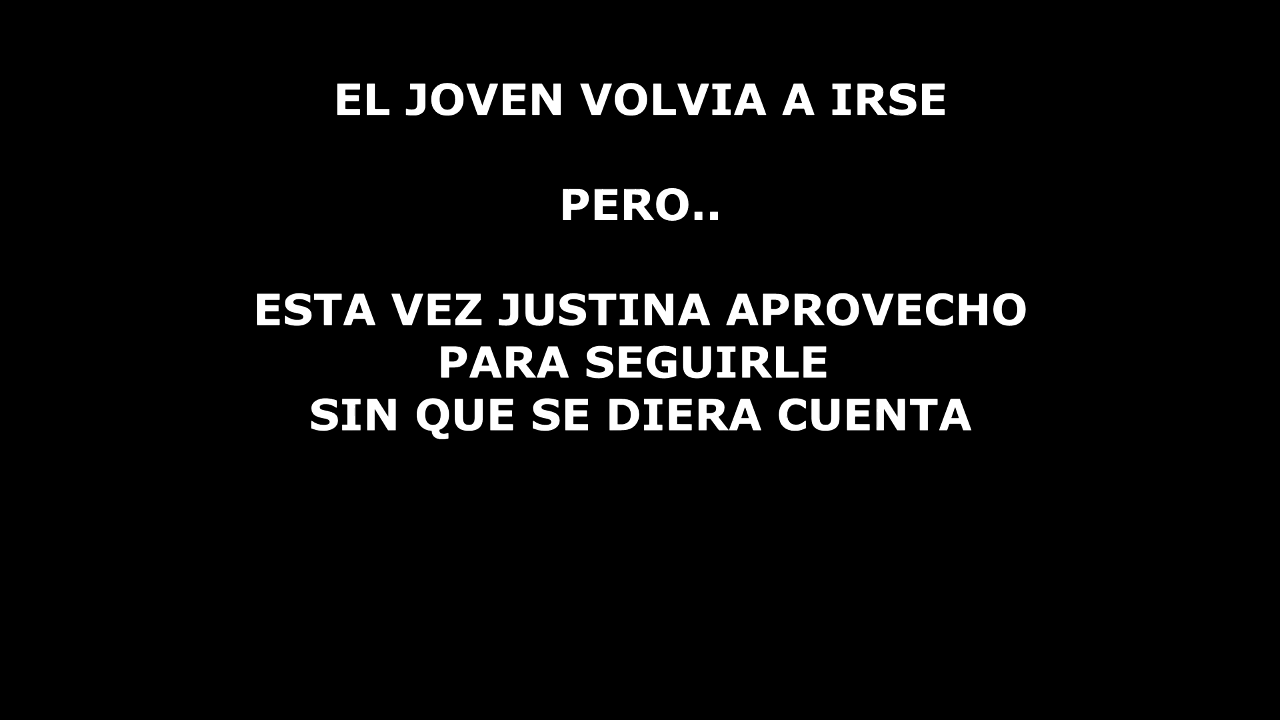 EL JOVEN VOLVIA A IRSE
PERO..
ESTA VEZ JUSTINA APROVECHO
PARA SEGUIRLE
SIN QUE SE DIERA CUENTA